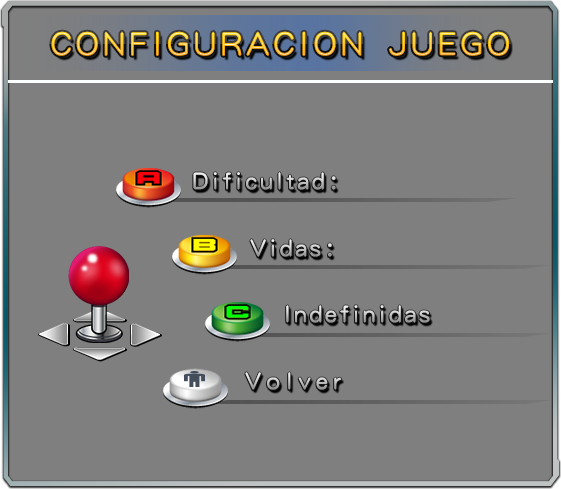 CONFIGURACION JUEGO
A Dificultad:
B Vidas:
C Indefinidas
Volver